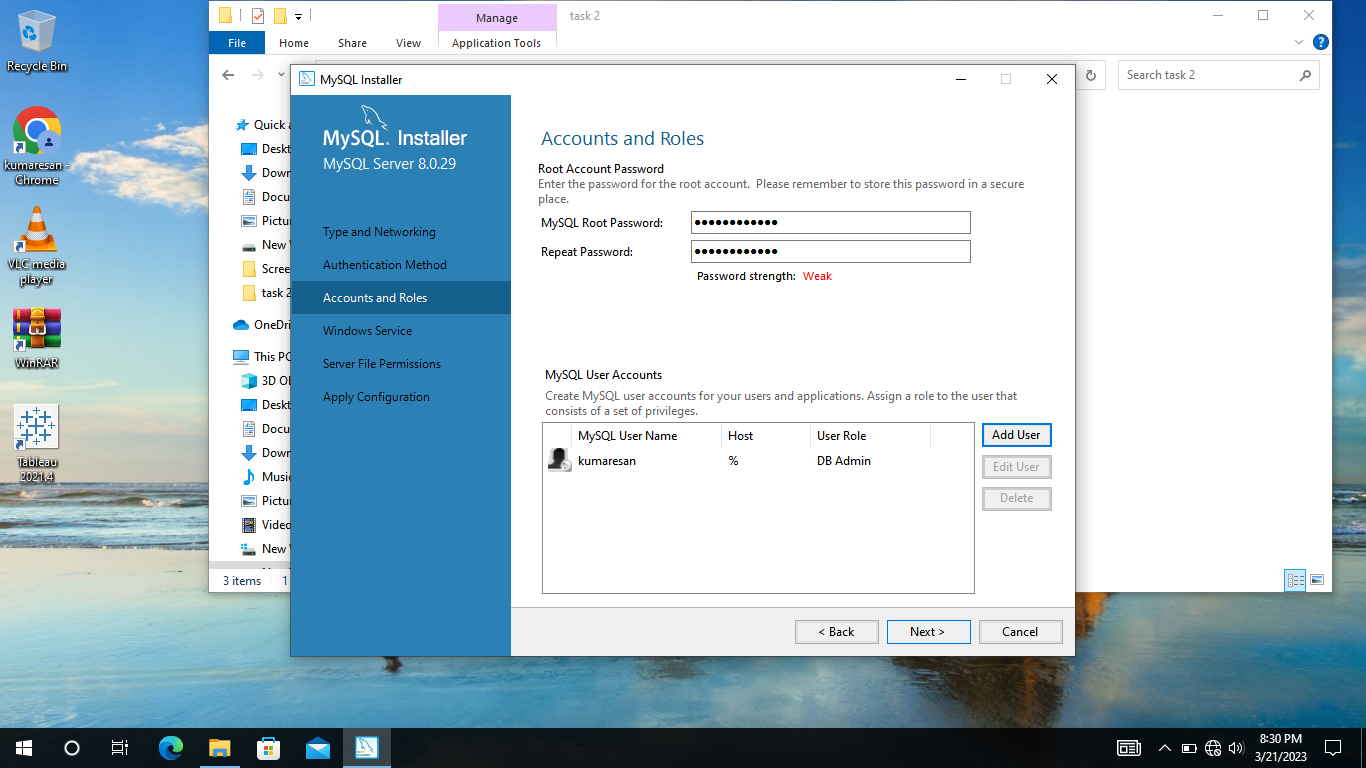 Recycle Bin
kumaresan -
Chrome
VLC media
player
WinRAR
Tableau
2021.4
Manage
task 2
File
Home
Share
View
Application Tools
Search task 2
Quick
Deskt
Down
Docu
Pictur
New
Scree
task 2
OneDri
This PC
3D
Deskt
Docu
Down
Music
Pictur
Video
New
3 items
1
MySQL Installer
MySQL® Installer
MySQL Server 8.0.29
Type and Networking
Authentication Method
Accounts and Roles
Windows Service
Server File Permissions
Apply Configuration
Accounts and Roles
Root Account Password
Enter the password for the root account.  Please remember to store this password in a secure
place.
MySQL Root Password: ●●●●●●●●●●●●
Repeat Password: ●●●●●●●●●●●●
Password strength: Weak
MySQL User Accounts
Create MySQL user accounts for your users and applications. Assign a role to the user that
consists of a set of privileges.
MySQL User Name Host User Role
kumaresan % DB Admin
Add User
Edit User
Delete
< Back
Next >
Cancel
Installer
8:30 PM
3/21/2023